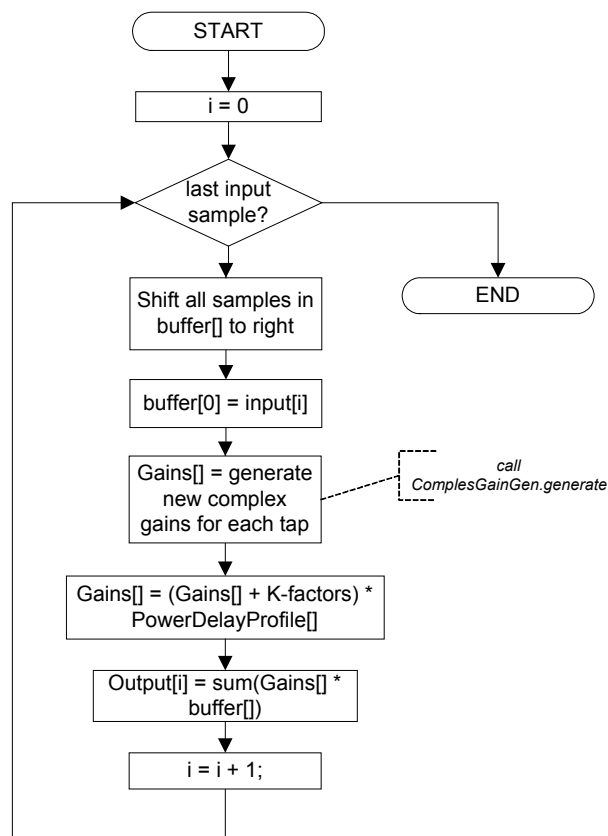 START
i = 0
last input
sample?
END
Shift all samples in
buffer[] to right
buffer[0] = input[i]
Gains[] = generate
new complex
gains for each tap
call
ComplesGainGen.generate
Gains[] = (Gains[] + K-factors) *
PowerDelayProfile[]
Output[i] = sum(Gains[] *
buffer[])
i = i + 1;